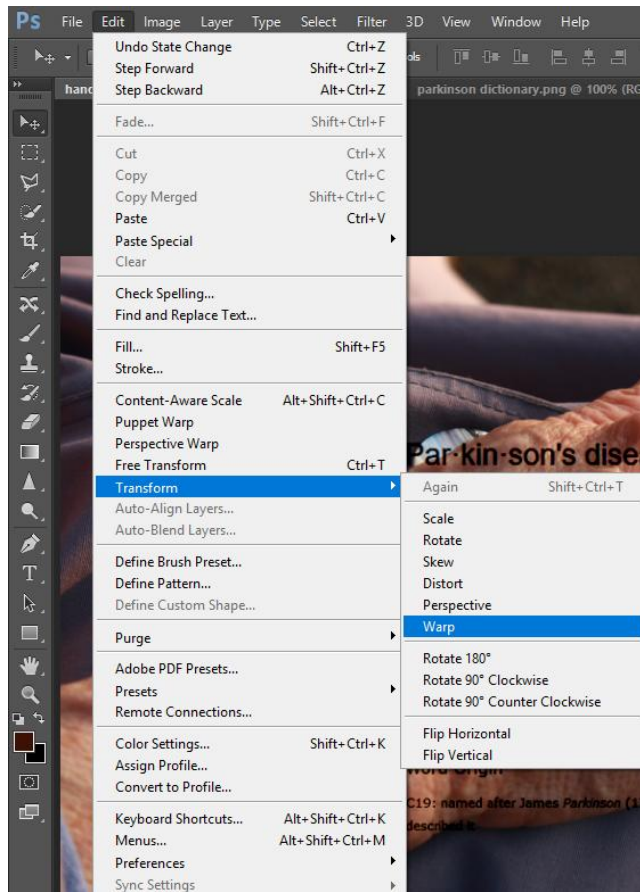 Ps File Edit Image Layer Type Select Filter 3D View Window Help
hand
parkinson dictionary.png @ 100% (RG
Undo State Change Ctrl+Z
Step Forward Shift+Ctrl+Z
Step Backward Alt+Ctrl+Z
Fade... Shift+Ctrl+F
Cut Ctrl+X
Copy Ctrl+C
Copy Merged Shift+Ctrl+C
Paste Ctrl+V
Paste Special
Clear
Check Spelling...
Find and Replace Text...
Fill... Shift+F5
Stroke...
Content-Aware Scale Alt+Shift+Ctrl+C
Puppet Warp
Perspective Warp
Free Transform Ctrl+T
Transform
Auto-Align Layers...
Auto-Blend Layers...
Define Brush Preset...
Define Pattern...
Define Custom Shape...
Purge
Adobe PDF Presets...
Presets
Remote Connections...
Color Settings... Shift+Ctrl+K
Assign Profile...
Convert to Profile...
Keyboard Shortcuts... Alt+Shift+Ctrl+K
Menus... Alt+Shift+Ctrl+M
Preferences
Sync Settings
Par·kin·son's dise
Again Shift+Ctrl+T
Scale
Rotate
Skew
Distort
Perspective
Warp
Rotate 180°
Rotate 90° Clockwise
Rotate 90° Counter Clockwise
Flip Horizontal
Flip Vertical
Word Origin
C19: named after James Parkinson (1
described it